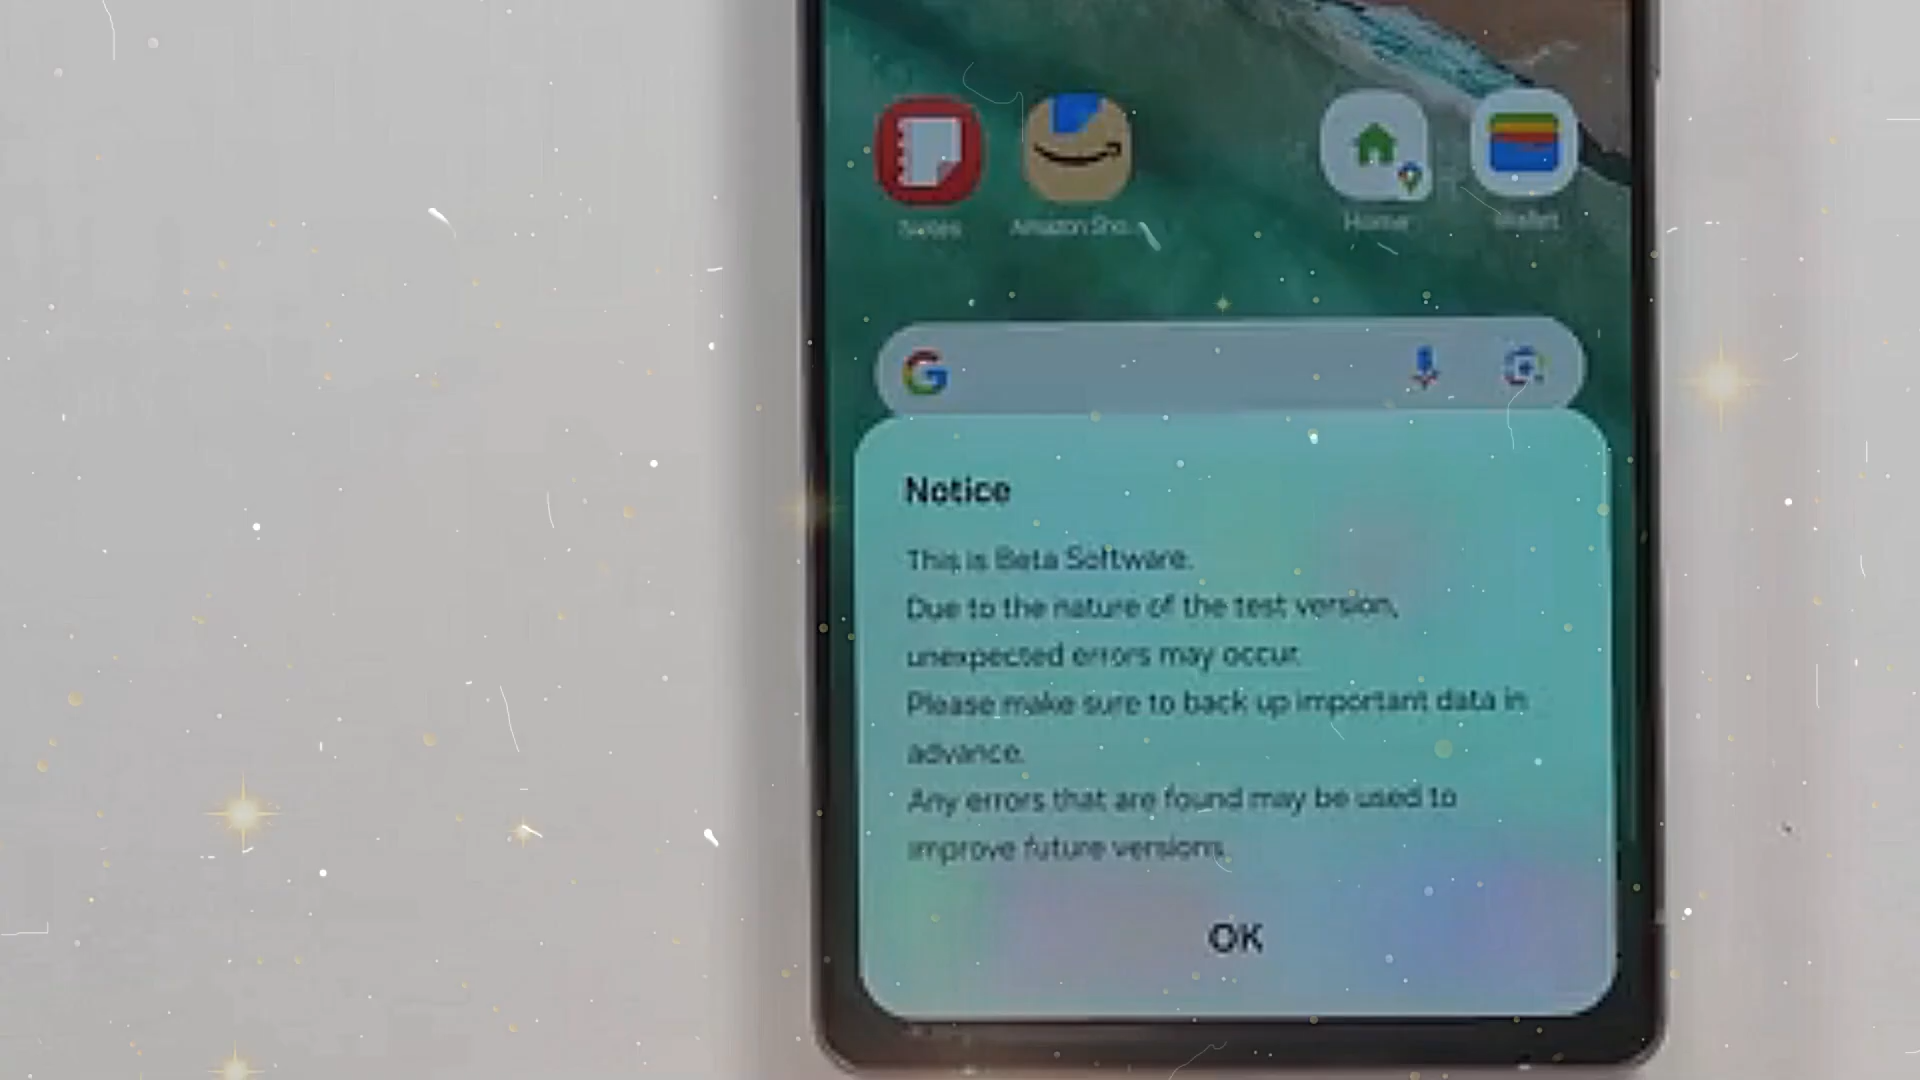 Notes
Amazon Sho...
Home
Wallet
G
Notice
This is Beta Software.
Due to the nature of the test version,
unexpected errors may occur.
Please make sure to back up important data in
advance.
Any errors that are found may be used to
improve future versions.
OK